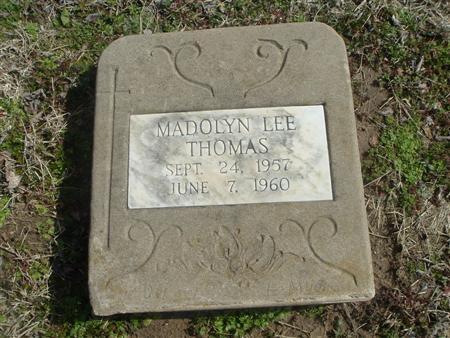 MADOLYN LEE
THOMAS
SEPT. 24, 1957
JUNE 7, 1960